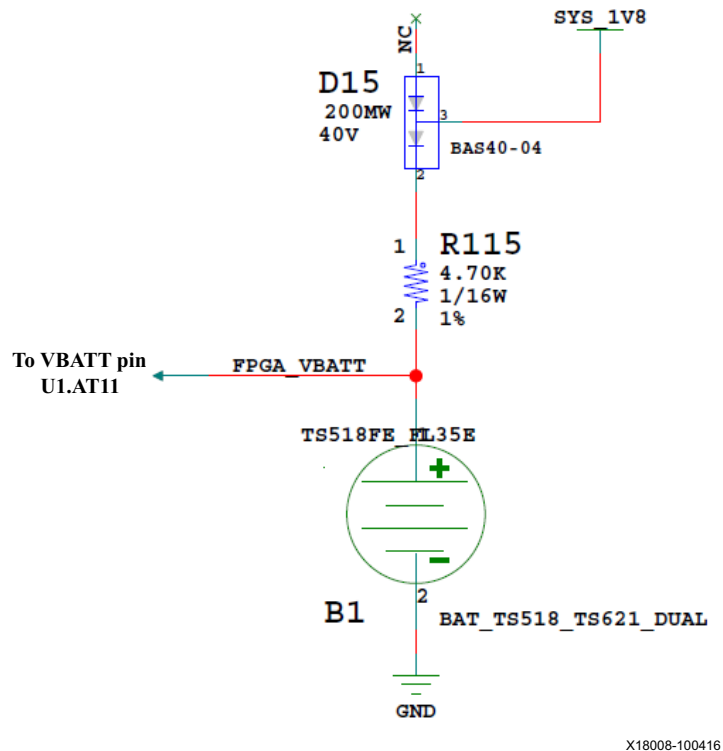 SYS_1V8
NC
1
D15
200MW
40V
3
BAS40-04
2
1
R115
4.70K
1/16W
1%
2
To VBATT pin
U1.AT11
FPGA_VBATT
TS518FE_FL35E
1
+
-
2
B1
BAT_TS518_TS621_DUAL
GND
X18008-100416